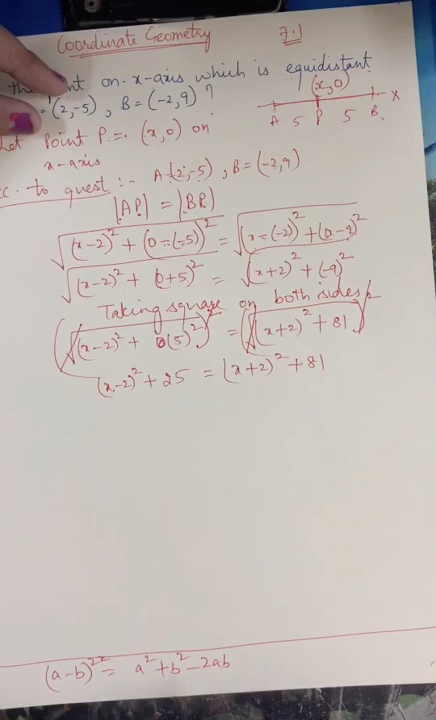 Coordinate Geometry 7.1
the point on x-axis which is equidistant
(2,-5), B = (-2,9) ?
(x,0)
A 5 P 5 B X
Let Point P = (x,0) on
x-axis
to quest :- A(2,-5), B = (-2,9)
|AP| = |BP|
√(x-2)² + (0-(-5))² = √(x-(-2))² + (0-9)²
√(x-2)² + (0+5)² = √(x+2)² + (-9)²
Taking square on both sides
(√(x-2)² + (5)²)² = (√(x+2)² + 81)²
(x-2)² + 25 = (x+2)² + 81
(a-b)² = a² + b² - 2ab